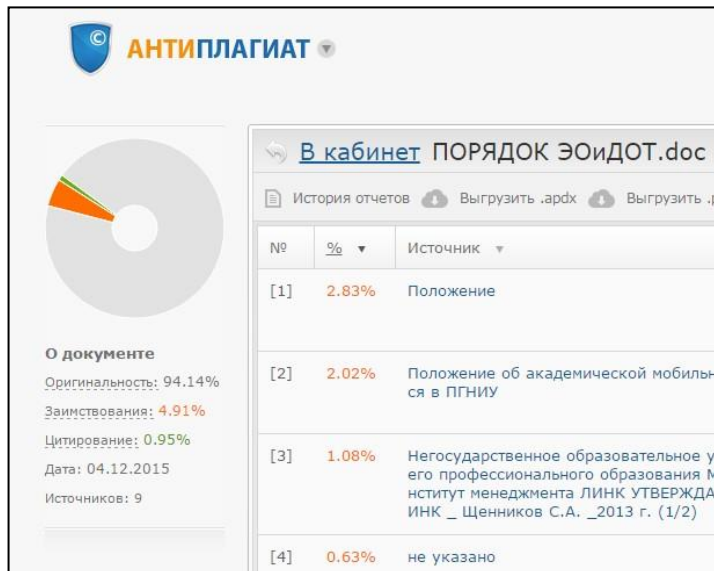 ©
АНТИПЛАГИАТ
В кабинет ПОРЯДОК ЭОиДОТ.doc
История отчетов Выгрузить .apdx Выгрузить
№ % Источник
[1] 2.83% Положение
О документе
Оригинальность: 94.14%
Заимствования: 4.91%
Цитирование: 0.95%
Дата: 04.12.2015
Источников: 9
[2] 2.02% Положение об академической мобильн
ся в ПГНИУ
[3] 1.08% Негосударственное образовательное у
его профессионального образования М
нститут менеджмента ЛИНК УТВЕРЖДА
ИНК _ Щенников С.А. _2013 г. (1/2)
[4] 0.63% не указано